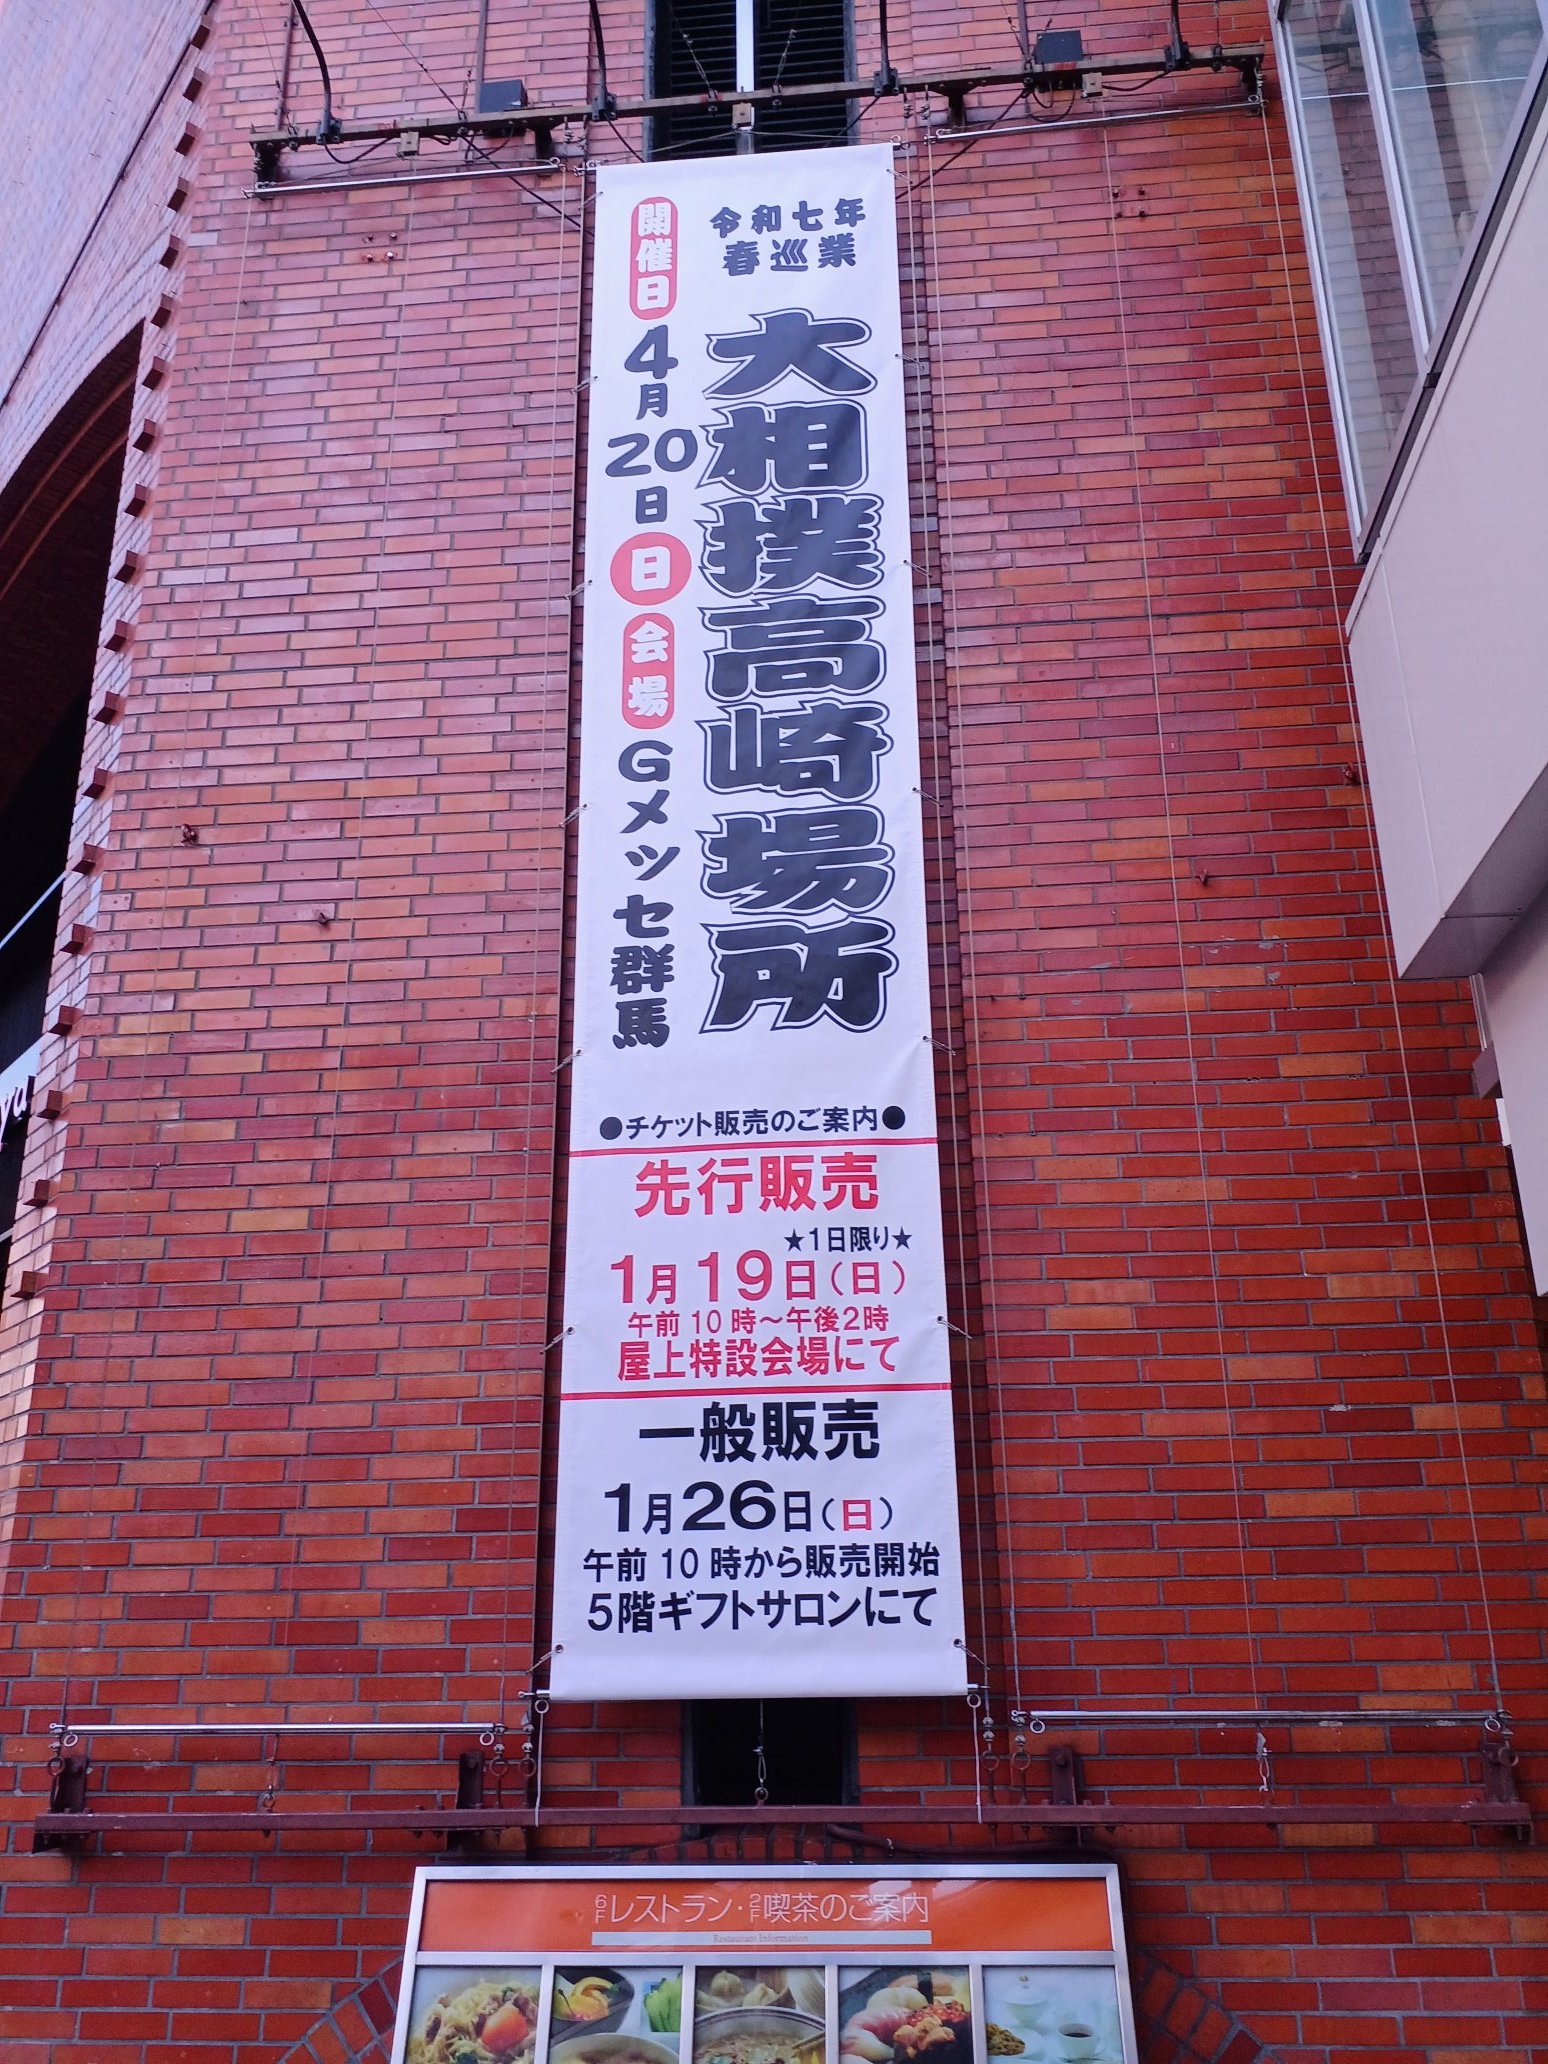 令和七年
春巡業
大相撲高崎場所
開催日
4月20日
日
会場
Gメッセ群馬
●チケット販売のご案内●
先行販売
★1日限り★
1月19日(日)
午前10時～午後2時
屋上特設会場にて
一般販売
1月26日(日)
午前10時から販売開始
5階ギフトサロンにて
6Fレストラン・2F喫茶のご案内
Restaurant Information